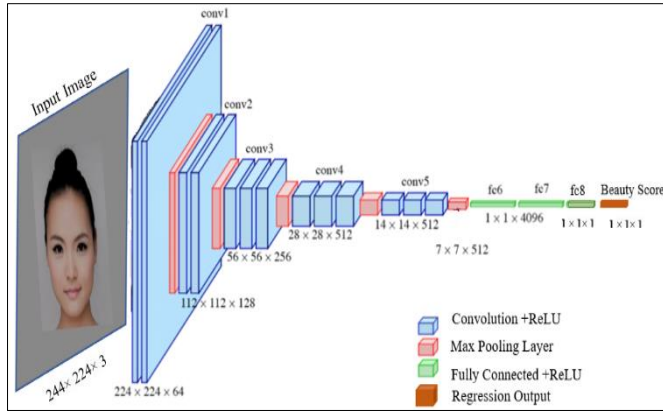 Input Image
244× 224× 3
conv1
224 × 224 × 64
conv2
112 × 112 × 128
conv3
56 × 56 × 256
conv4
28 × 28 × 512
conv5
14 × 14 × 512
7 × 7 × 512
fc6
fc7
1 × 1 × 4096
fc8
1×1×1
Beauty Score
1×1×1
Convolution +ReLU
Max Pooling Layer
Fully Connected +ReLU
Regression Output